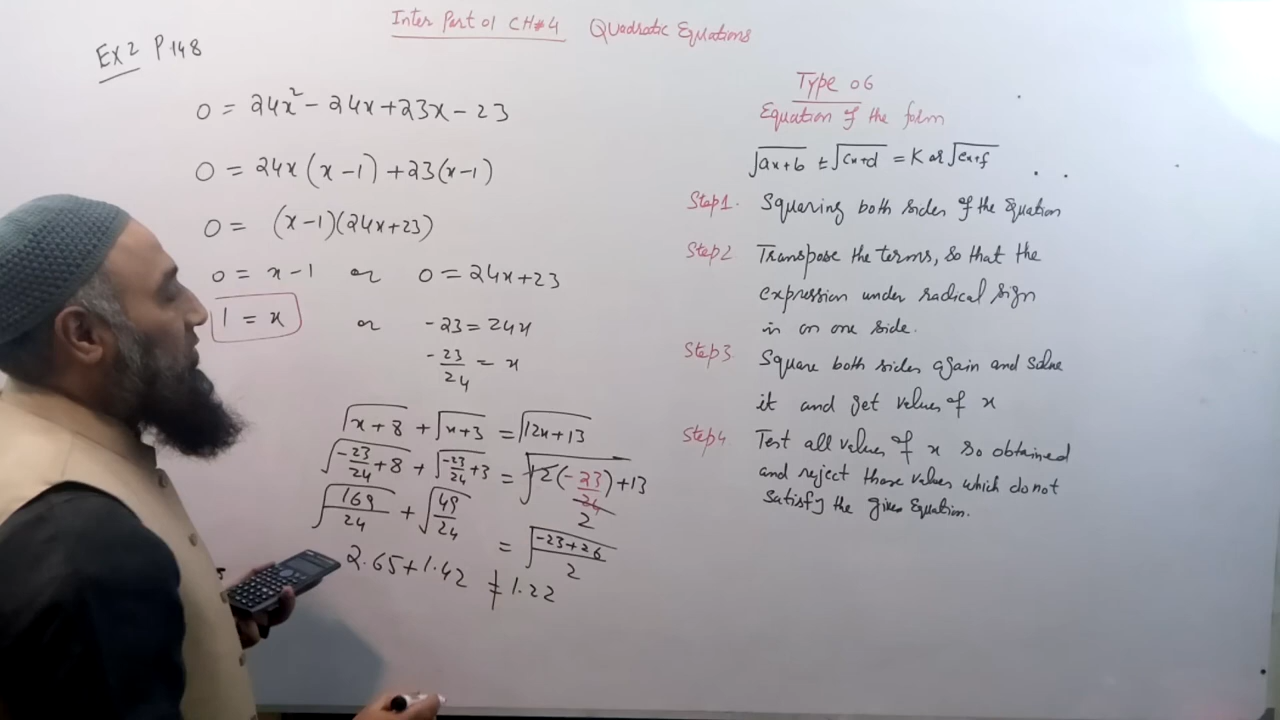 Inter Part 01 CH#4 Quadratic Equations
Ex 2 P 148
0 = 24x² - 24x + 23x - 23
0 = 24x(x-1) + 23(x-1)
0 = (x-1)(24x+23)
0 = x-1 or 0 = 24x+23
1 = x or -23 = 24x
-23/24 = x
√(x+8) + √(x+3) = √(12x+13)
√(-23/24 + 8) + √(-23/24 + 3) = √(12(-23/24) + 13)
2
√(169/24) + √(49/24) = √((-23+26)/2)
2.65 + 1.42 ≠ 1.22
Type 06
Equation of the form
√(ax+b) ± √(cx+d) = K or √(ex+f)
Step1. Squaring both sides of the Equation
Step2 Transpose the terms, so that the
expression under radical sign
is on one side.
Step3 Square both sides again and solve
it and get values of x
Step4 Test all values of x so obtained
and reject those values which do not
satisfy the given Equation.